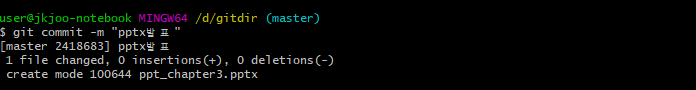 user@jkjoo-notebook MINGW64 /d/gitdir (master)
$ git commit -m "pptx발표"
[master 2418683] pptx발표
1 file changed, 0 insertions(+), 0 deletions(-)
create mode 100644 ppt_chapter3.pptx